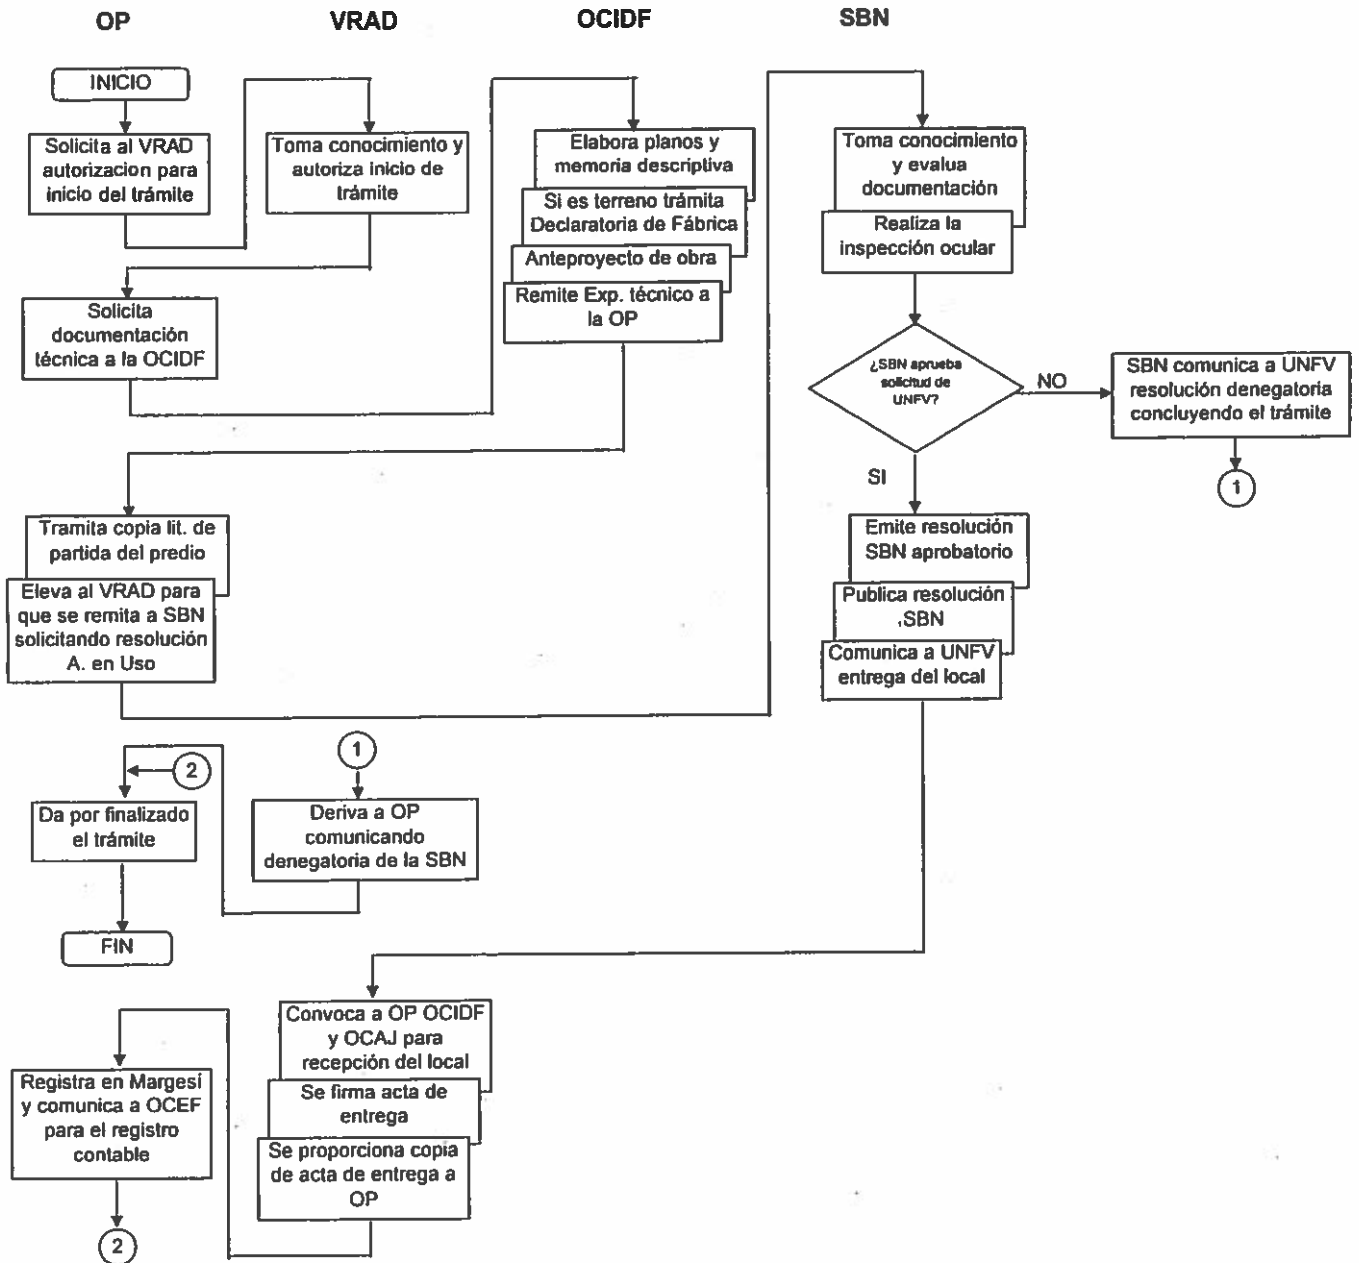 OP
VRAD
OCIDF
SBN
INICIO
Solicita al VRAD
autorizacion para
inicio del trámite
Toma conocimiento y
autoriza inicio de
trámite
Solicita
documentación
técnica a la OCIDF
Elabora planos y
memoria descriptiva
Si es terreno trámita
Declaratoria de Fábrica
Anteproyecto de obra
Remite Exp. técnico a
la OP
Tramita copia lit. de
partida del predio
Eleva al VRAD para
que se remita a SBN
solicitando resolución
A. en Uso
Toma conocimiento
y evalua
documentación
Realiza la
inspección ocular
¿SBN aprueba
solicitud de
UNFV?
NO
SBN comunica a UNFV
resolución denegatoria
concluyendo el trámite
1
SI
Emite resolución
SBN aprobatorio
Publica resolución
SBN
Comunica a UNFV
entrega del local
1
2
Da por finalizado
el trámite
Deriva a OP
comunicando
denegatoria de la SBN
FIN
Convoca a OP OCIDF
y OCAJ para
recepción del local
Se firma acta de
entrega
Se proporciona copia
de acta de entrega a
OP
Registra en Margesí
y comunica a OCEF
para el registro
contable
2